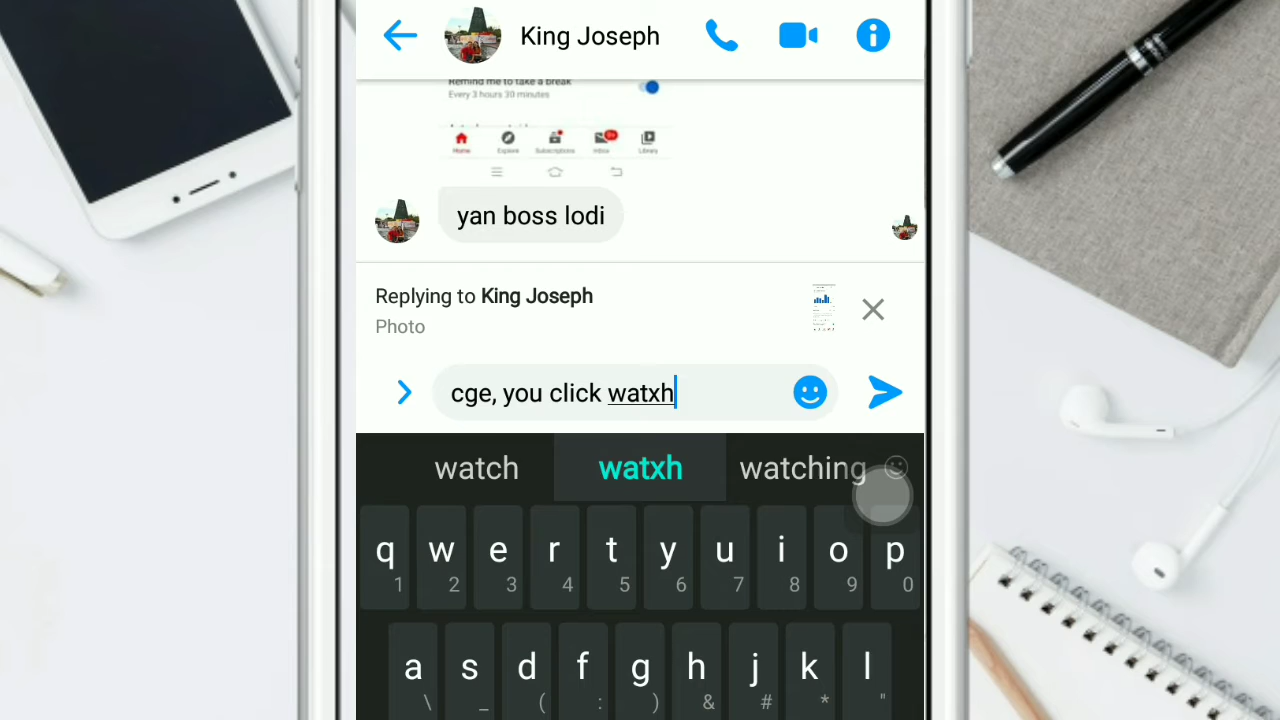 King Joseph
Remind me to take a break
Every 3 hours 30 minutes
Home Explore Subscriptions Inbox Library
yan boss lodi
Replying to King Joseph
Photo
cge, you click watxh
watch watxh watching
q w e r t y u i o p
1 2 3 4 5 6 7 8 9 0
a s d f g h j k l
\ _ ( : ) & # * "